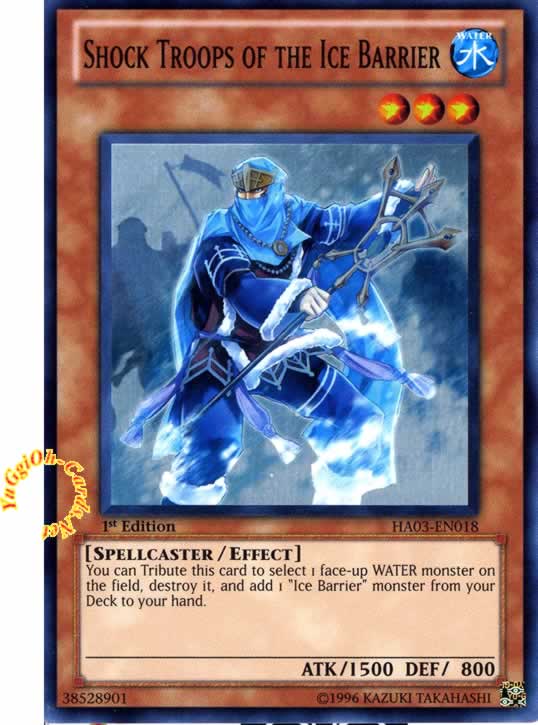 SHOCK TROOPS OF THE ICE BARRIER
WATER
水
YuGgiOh-Cards.Net
1st Edition
HA03-EN018
[SPELLCASTER / EFFECT]
You can Tribute this card to select 1 face-up WATER monster on
the field, destroy it, and add 1 "Ice Barrier" monster from your
Deck to your hand.
ATK/1500 DEF/ 800
38528901
©1996 KAZUKI TAKAHASHI